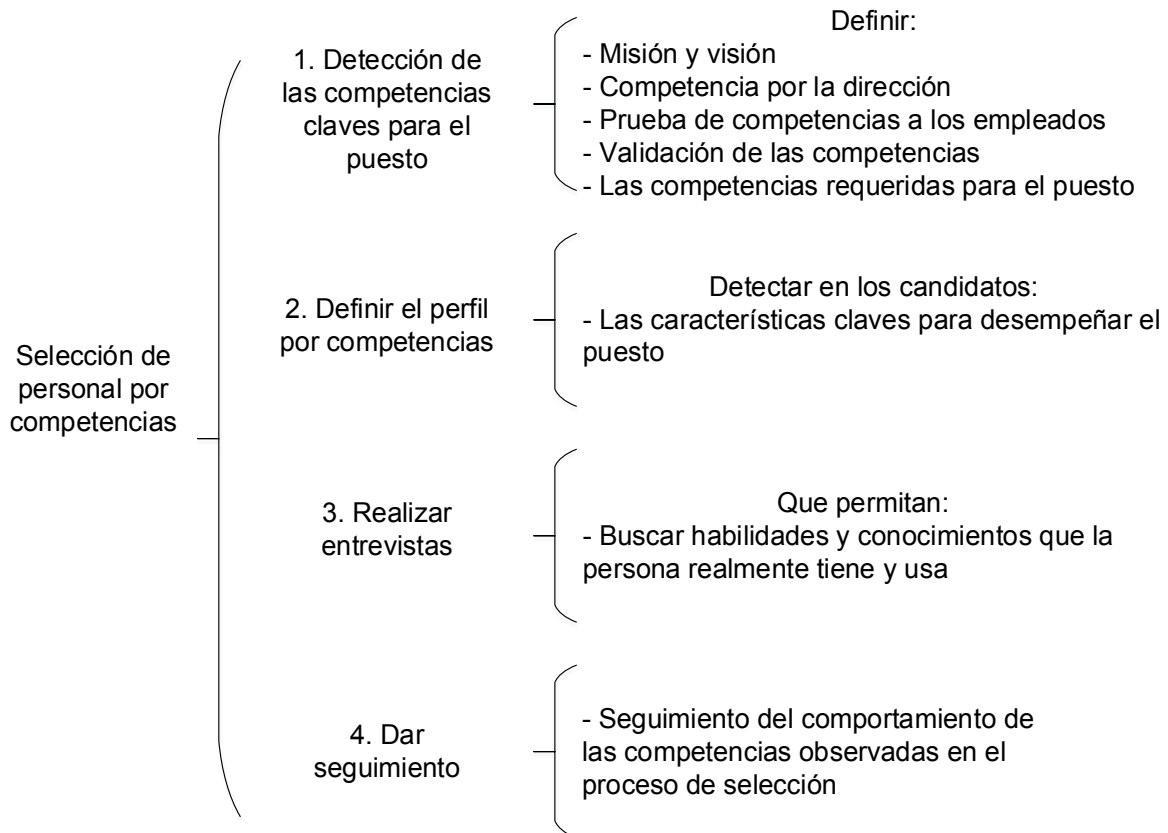 Selección de
personal por
competencias
1. Detección de
las competencias
claves para el
puesto
Definir:
- Misión y visión
- Competencia por la dirección
- Prueba de competencias a los empleados
- Validación de las competencias
- Las competencias requeridas para el puesto
2. Definir el perfil
por competencias
Detectar en los candidatos:
- Las características claves para desempeñar el
puesto
3. Realizar
entrevistas
Que permitan:
- Buscar habilidades y conocimientos que la
persona realmente tiene y usa
4. Dar
seguimiento
- Seguimiento del comportamiento de
las competencias observadas en el
proceso de selección